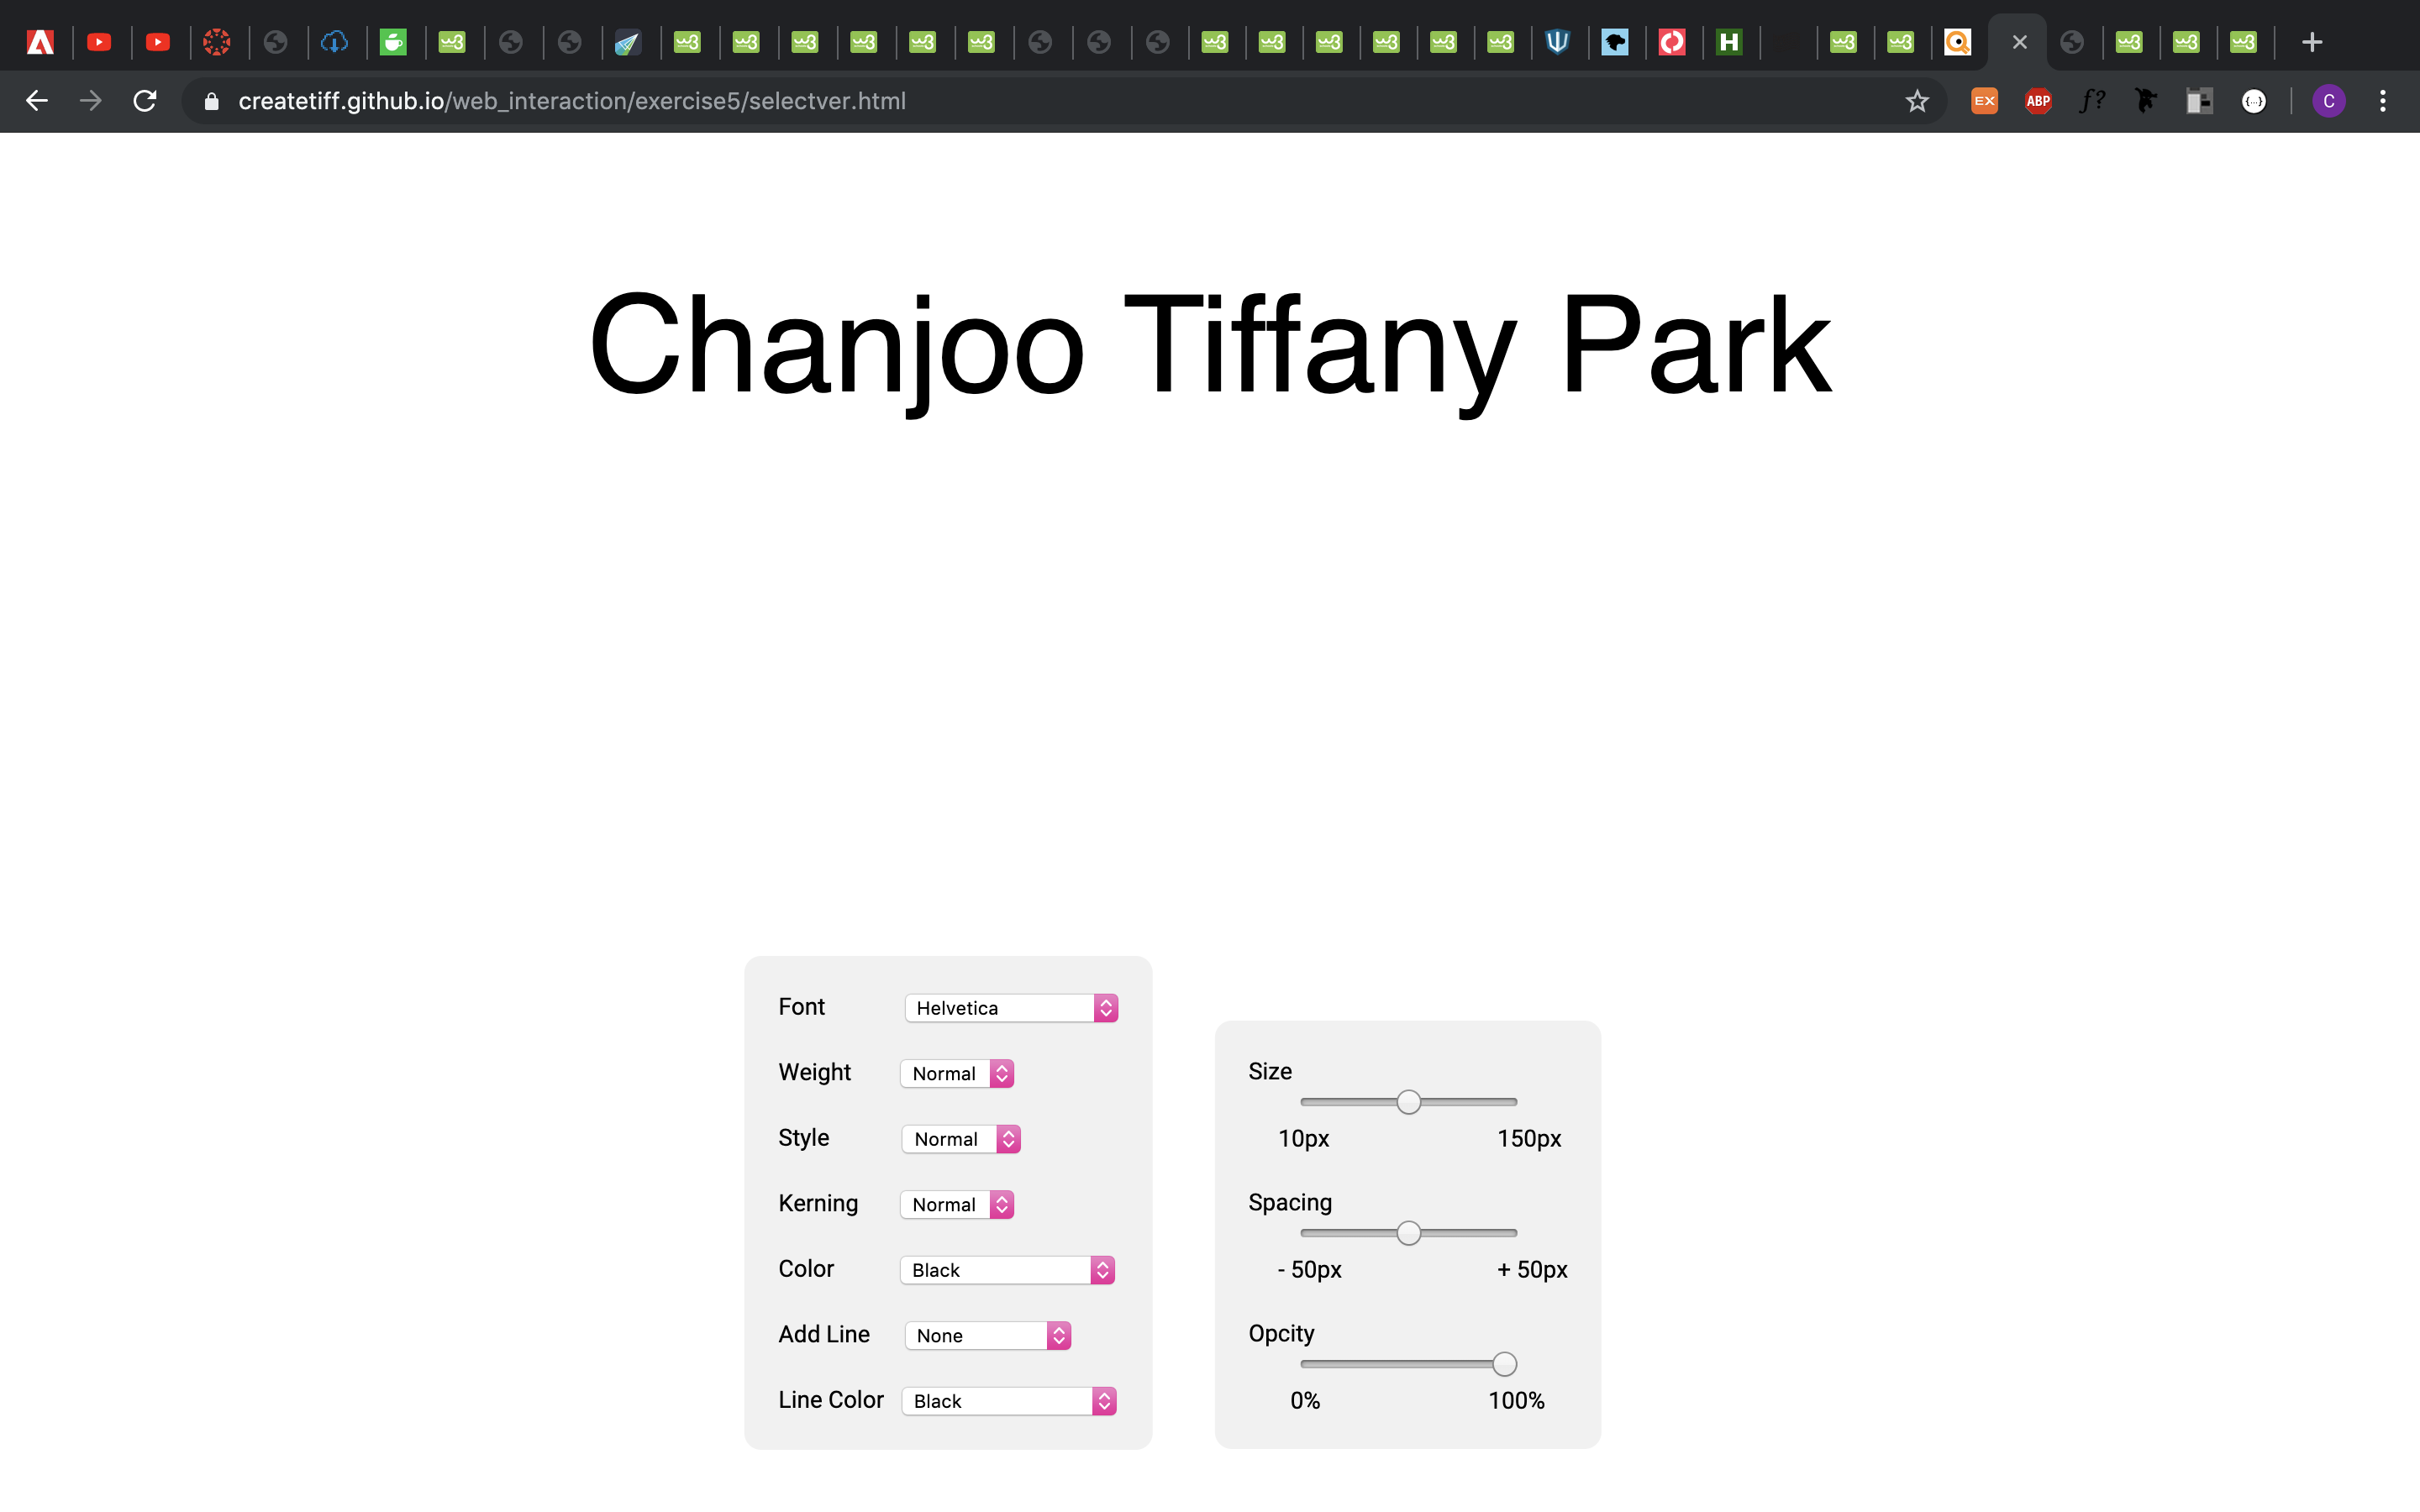 createtiff.github.io/web_interaction/exercise5/selectver.html
EX
ABP
f?
{...}
C
Chanjoo Tiffany Park
Font Helvetica
Weight Normal
Style Normal
Kerning Normal
Color Black
Add Line None
Line Color Black
Size
10px 150px
Spacing
- 50px + 50px
Opcity
0% 100%